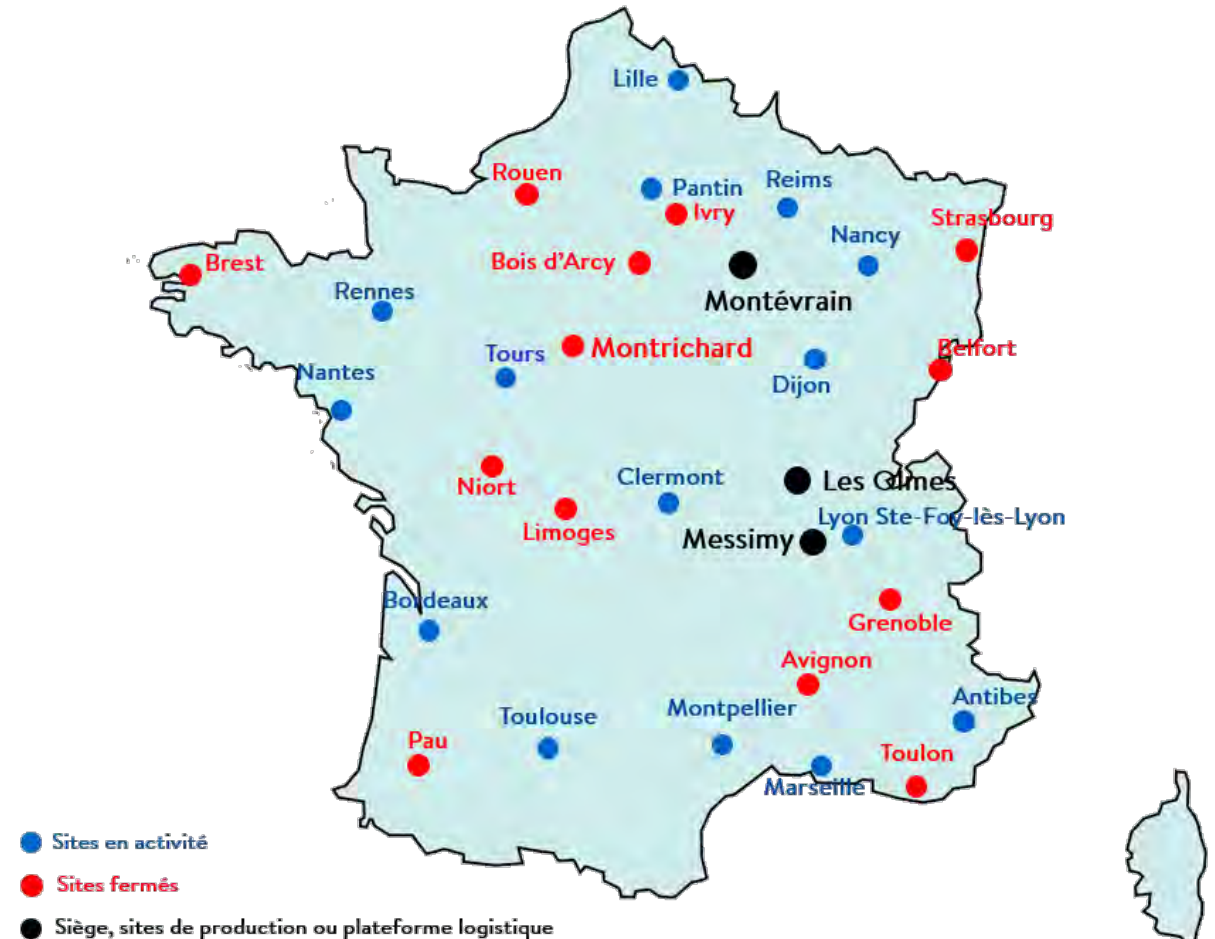 Lille
Rouen
Pantin
Reims
Ivry
Strasbourg
Nancy
Brest
Bois d'Arcy
Rennes
Montévrain
Montrichard
Belfort
Tours
Nantes
Dijon
Clermont
Les Olmes
Niort
Lyon Ste-Foy-lès-Lyon
Limoges
Messimy
Bordeaux
Grenoble
Avignon
Antibes
Montpellier
Toulouse
Pau
Toulon
Marseille
Sites en activité
Sites fermés
Siège, sites de production ou plateforme logistique